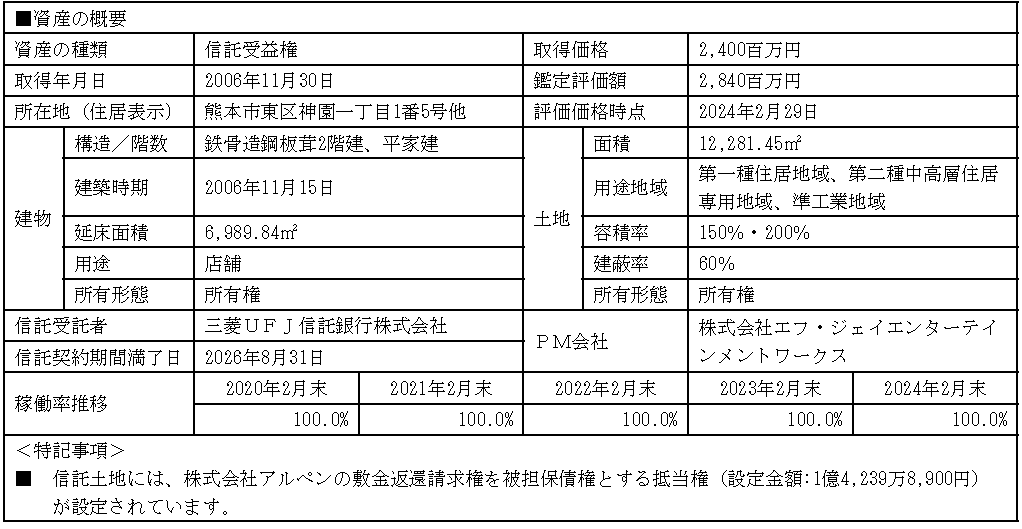 ■資産の概要
資産の種類 信託受益権 取得価格 2,400百万円
取得年月日 2006年11月30日 鑑定評価額 2,840百万円
所在地（住居表示） 熊本市東区神園一丁目1番5号他 評価価格時点 2024年2月29日
建物 構造／階数 鉄骨造鋼板葺2階建、平家建 土地 面積 12,281.45㎡
建築時期 2006年11月15日 用途地域 第一種住居地域、第二種中高層住居
専用地域、準工業地域
延床面積 6,989.84㎡ 容積率 150%・200%
用途 店舗 建蔽率 60%
所有形態 所有権 所有形態 所有権
信託受託者 三菱ＵＦＪ信託銀行株式会社 ＰＭ会社 株式会社エフ・ジェイエンターテイ
ンメントワークス
信託契約期間満了日 2026年8月31日
稼働率推移 2020年2月末 2021年2月末 2022年2月末 2023年2月末 2024年2月末
100.0% 100.0% 100.0% 100.0% 100.0%
＜特記事項＞
■ 信託土地には、株式会社アルペンの敷金返還請求権を被担保債権とする抵当権（設定金額:1億4,239万8,900円）
が設定されています。